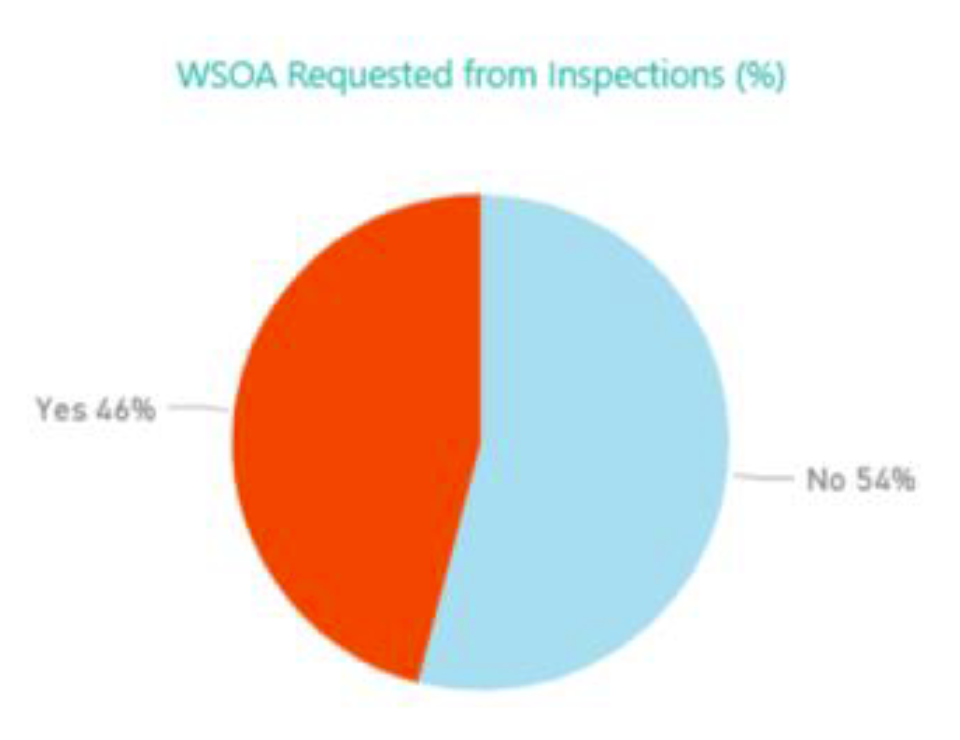 WSOA Requested from Inspections (%)
Yes 46%
No 54%